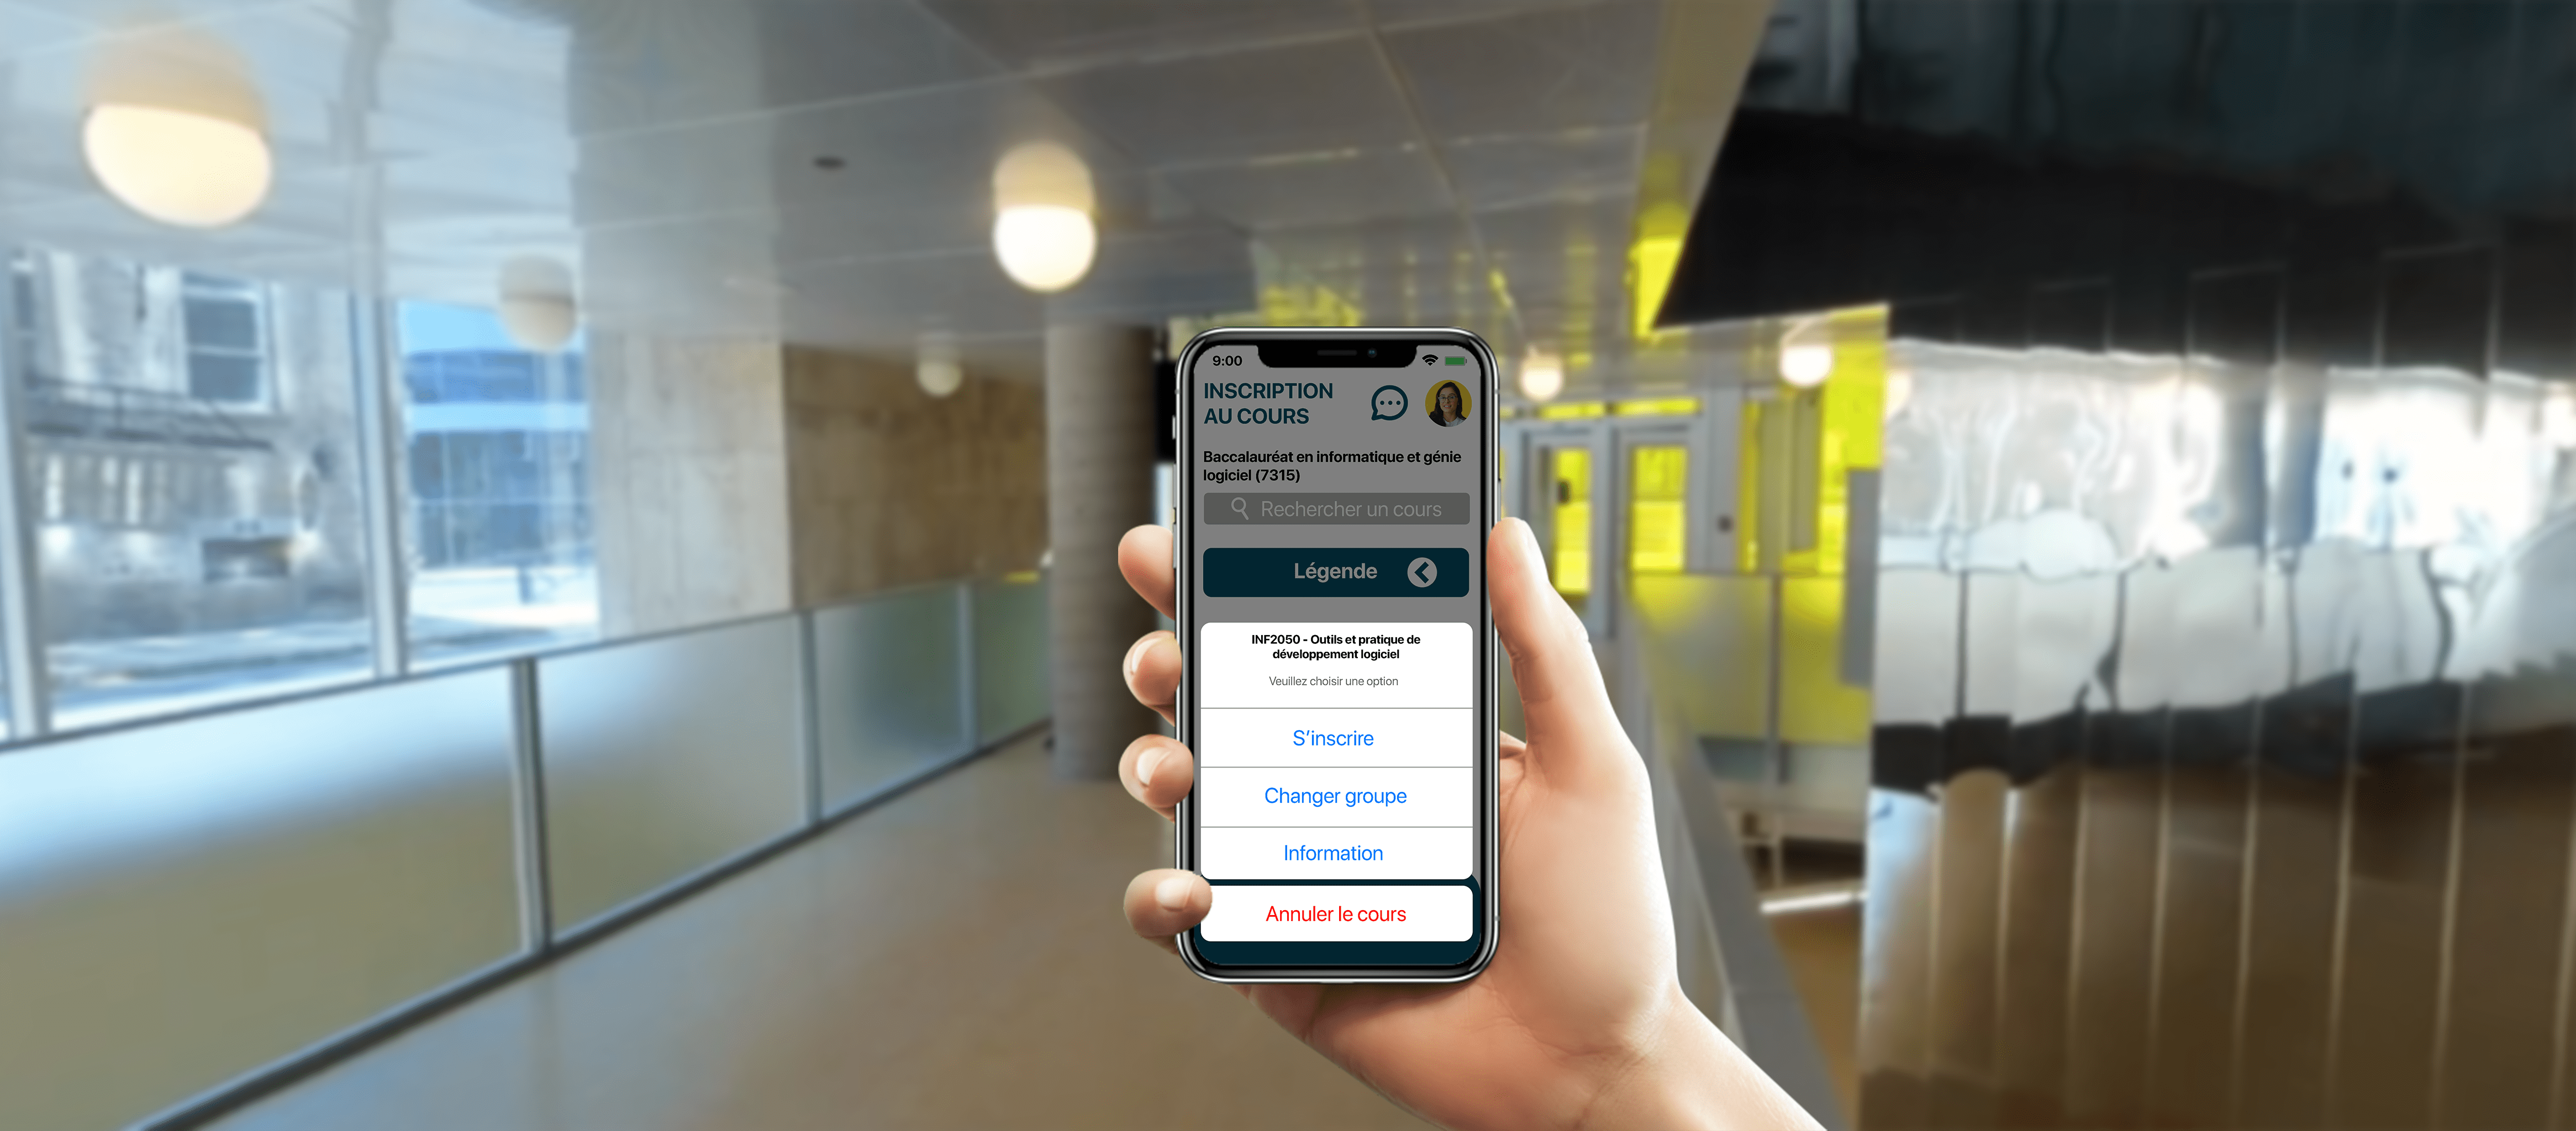 9:00
INSCRIPTION
AU COURS
Baccalauréat en informatique et génie
logiciel (7315)
Rechercher un cours
Légende
INF2050 - Outils et pratique de
développement logiciel
Veuillez choisir une option
S’inscrire
Changer groupe
Information
Annuler le cours